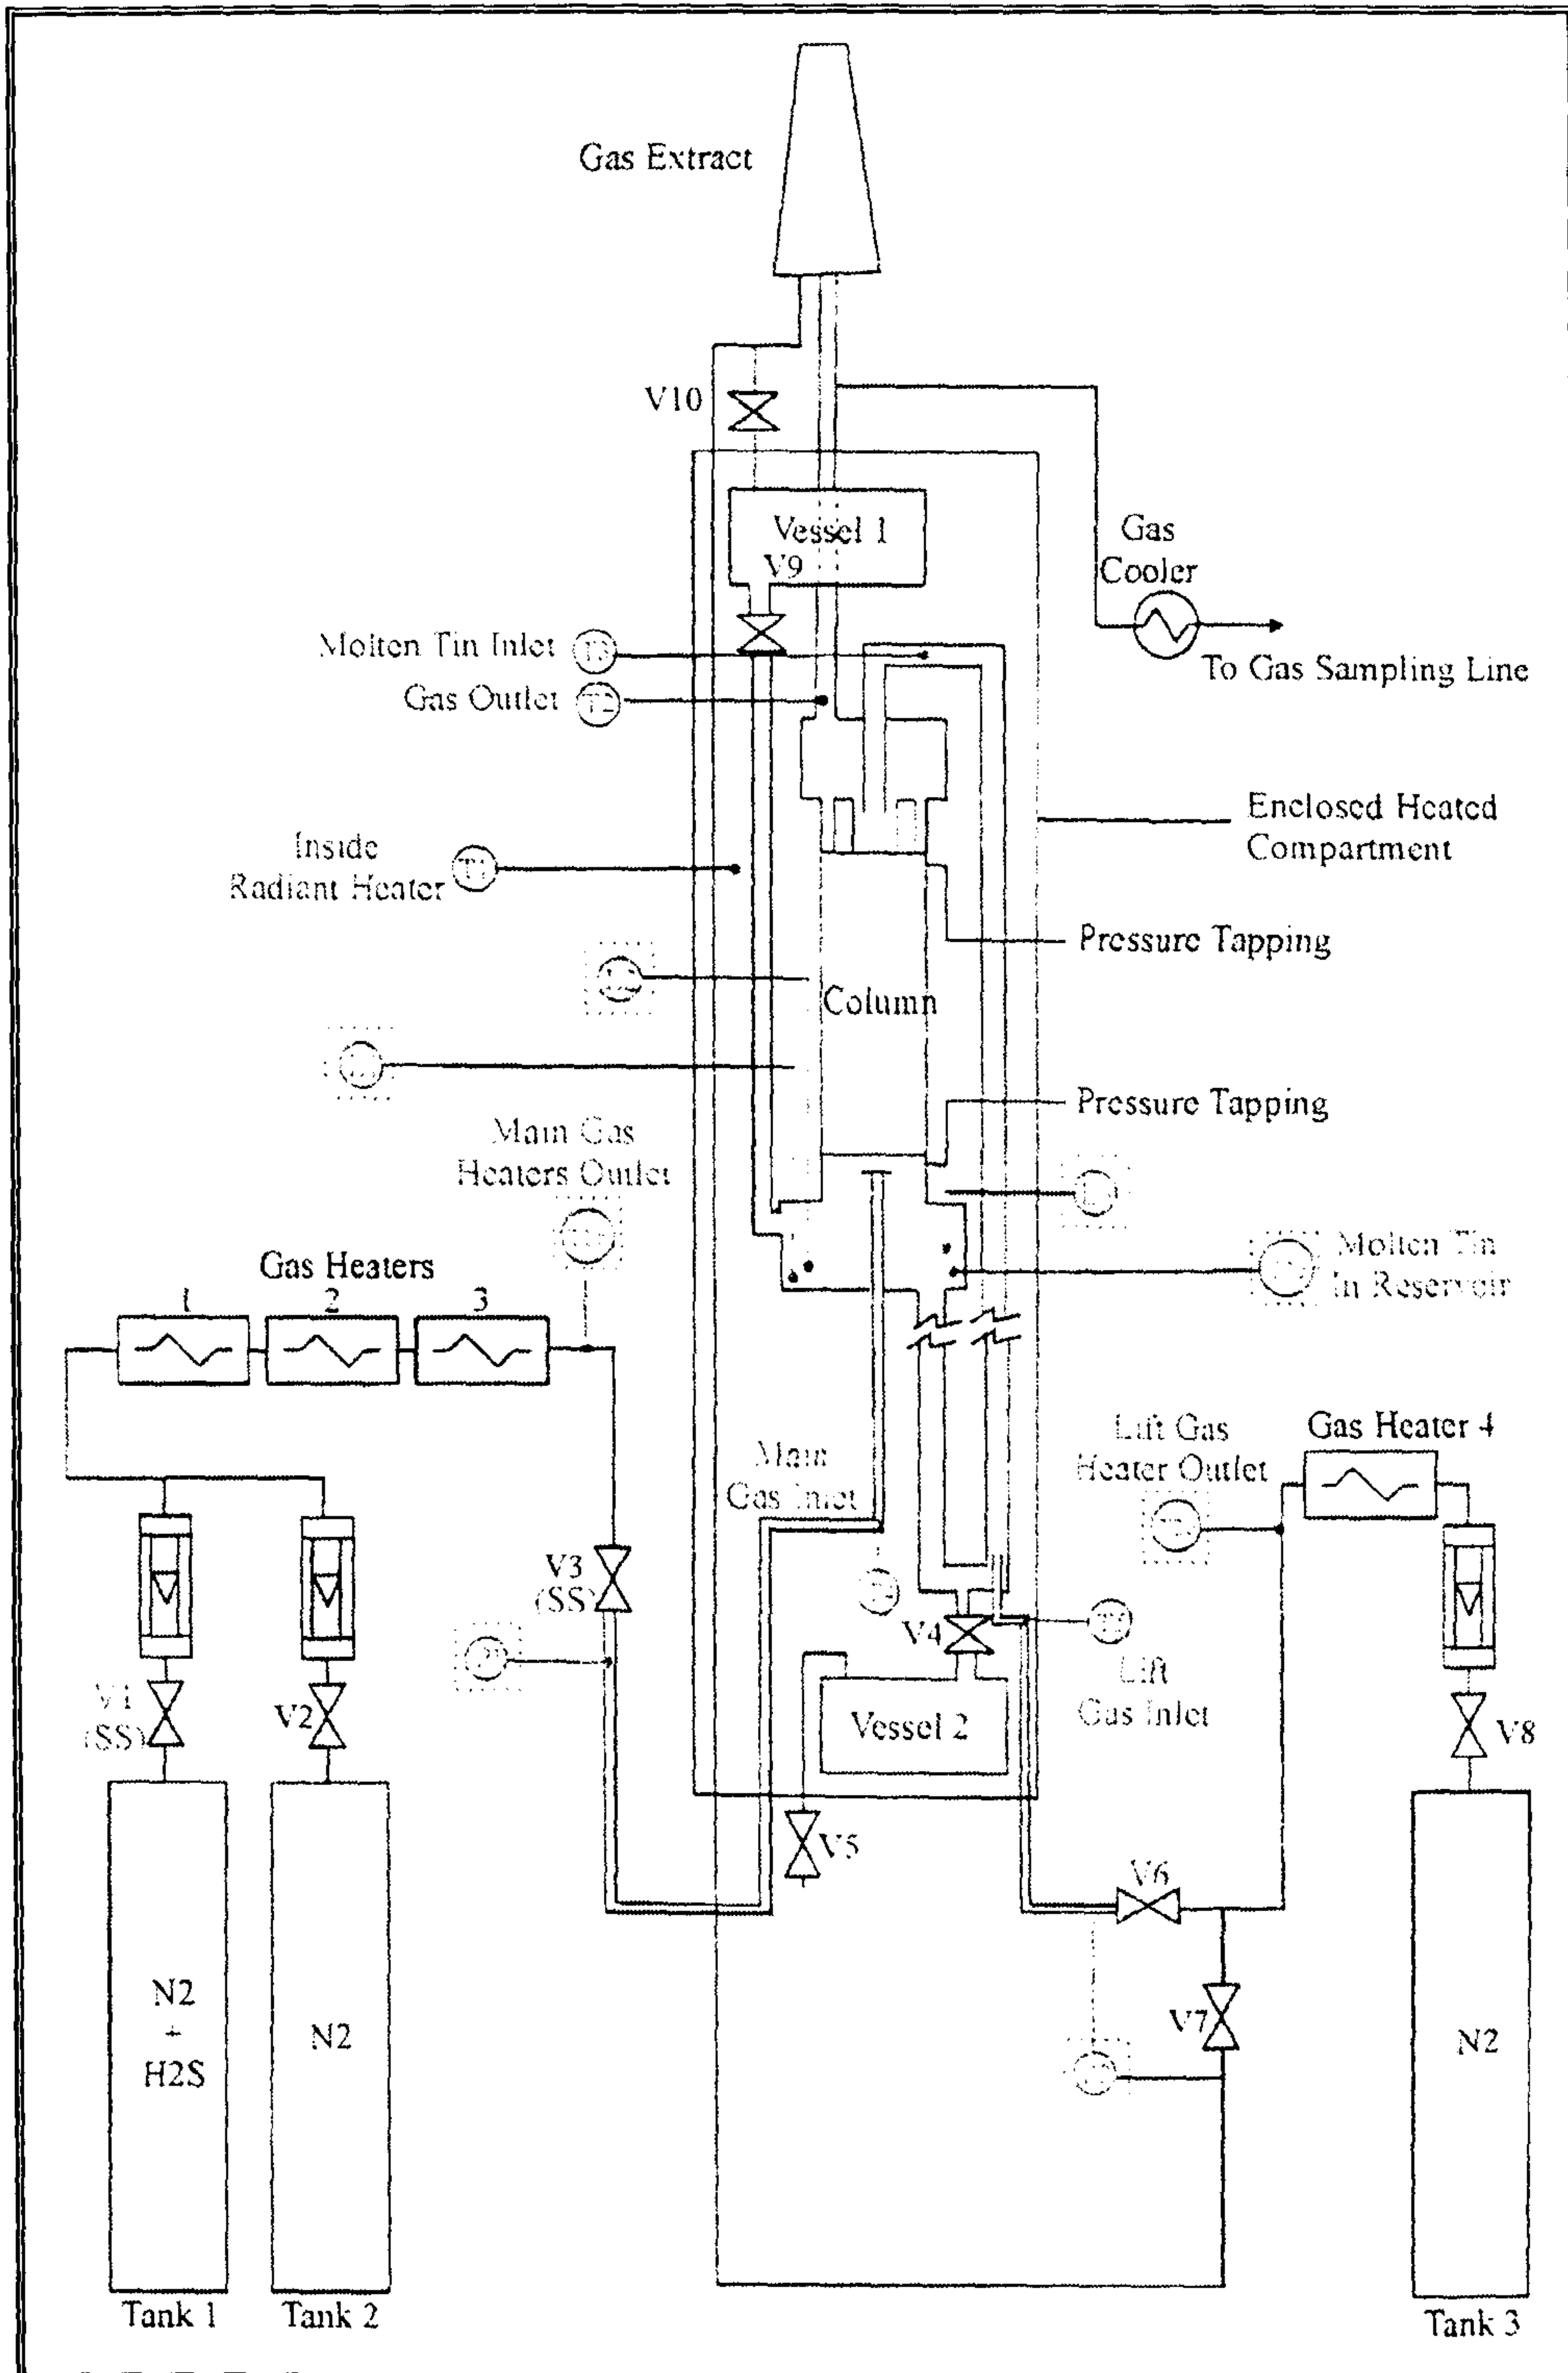 Gas Extract
V10
Vessel 1
V9
Gas
Cooler
Molten Tin Inlet
T3
To Gas Sampling Line
Gas Outlet
T2
Enclosed Heated
Compartment
Inside
Radiant Heater
T1
Pressure Tapping
Column
Pressure Tapping
Main Gas
Heaters Outlet
Molten Tin
In Reservoir
Gas Heaters
1
2
3
Lift Gas
Heater Outlet
Gas Heater 4
Main
Gas Inlet
V3
(SS)
V4
Lift
Gas Inlet
V1
(SS)
V2
Vessel 2
V8
V5
V6
V7
N2
+
H2S
N2
N2
Tank 1
Tank 2
Tank 3